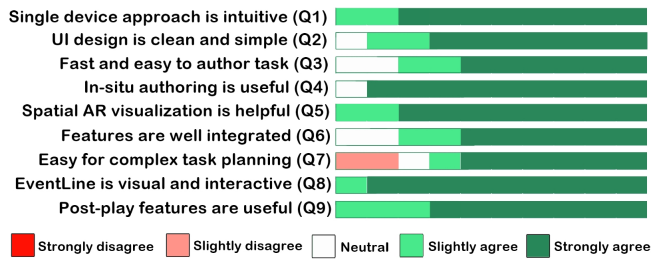 Single device approach is intuitive (Q1)
UI design is clean and simple (Q2)
Fast and easy to author task (Q3)
In-situ authoring is useful (Q4)
Spatial AR visualization is helpful (Q5)
Features are well integrated (Q6)
Easy for complex task planning (Q7)
EventLine is visual and interactive (Q8)
Post-play features are useful (Q9)
Strongly disagree Slightly disagree Neutral Slightly agree Strongly agree